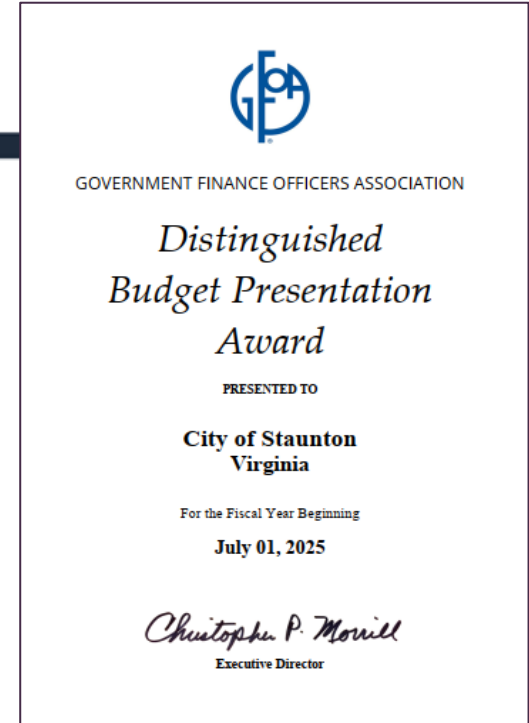 GFOA
GOVERNMENT FINANCE OFFICERS ASSOCIATION
Distinguished
Budget Presentation
Award
PRESENTED TO
City of Staunton
Virginia
For the Fiscal Year Beginning
July 01, 2025
Christopher P. Morrill
Executive Director